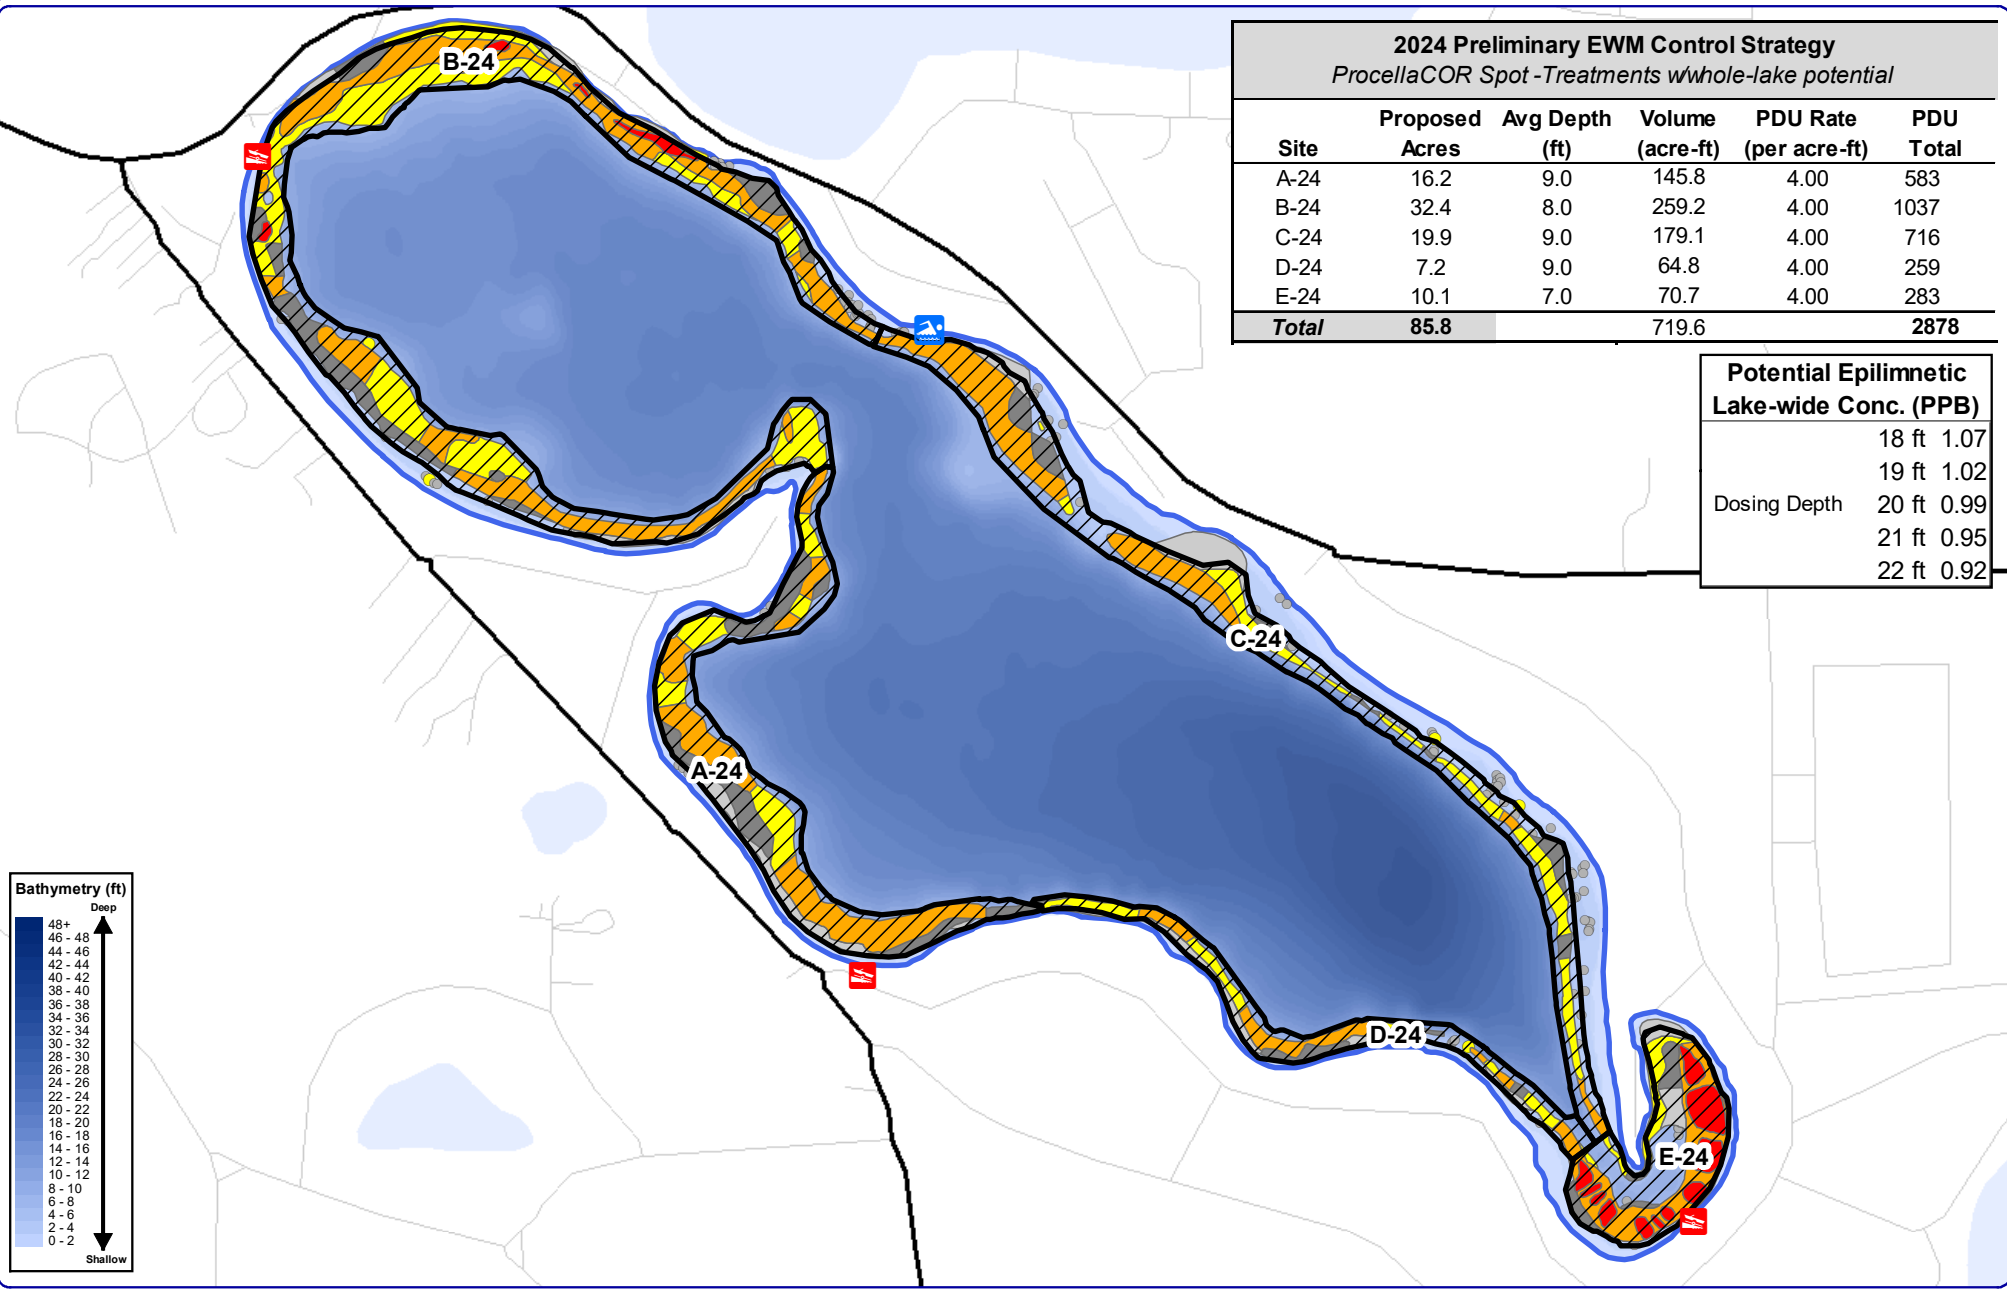 2024 Preliminary EWM Control Strategy
ProcellaCOR Spot -Treatments w/whole-lake potential
Site Proposed Acres Avg Depth (ft) Volume (acre-ft) PDU Rate (per acre-ft) PDU Total
A-24 16.2 9.0 145.8 4.00 583
B-24 32.4 8.0 259.2 4.00 1037
C-24 19.9 9.0 179.1 4.00 716
D-24 7.2 9.0 64.8 4.00 259
E-24 10.1 7.0 70.7 4.00 283
Total 85.8 719.6 2878
Potential Epilimnetic
Lake-wide Conc. (PPB)
Dosing Depth
18 ft 1.07
19 ft 1.02
20 ft 0.99
21 ft 0.95
22 ft 0.92
B-24
C-24
A-24
D-24
E-24
Bathymetry (ft)
Deep
48+
46 - 48
44 - 46
42 - 44
40 - 42
38 - 40
36 - 38
34 - 36
32 - 34
30 - 32
28 - 30
26 - 28
24 - 26
22 - 24
20 - 22
18 - 20
16 - 18
14 - 16
12 - 14
10 - 12
8 - 10
6 - 8
4 - 6
2 - 4
0 - 2
Shallow